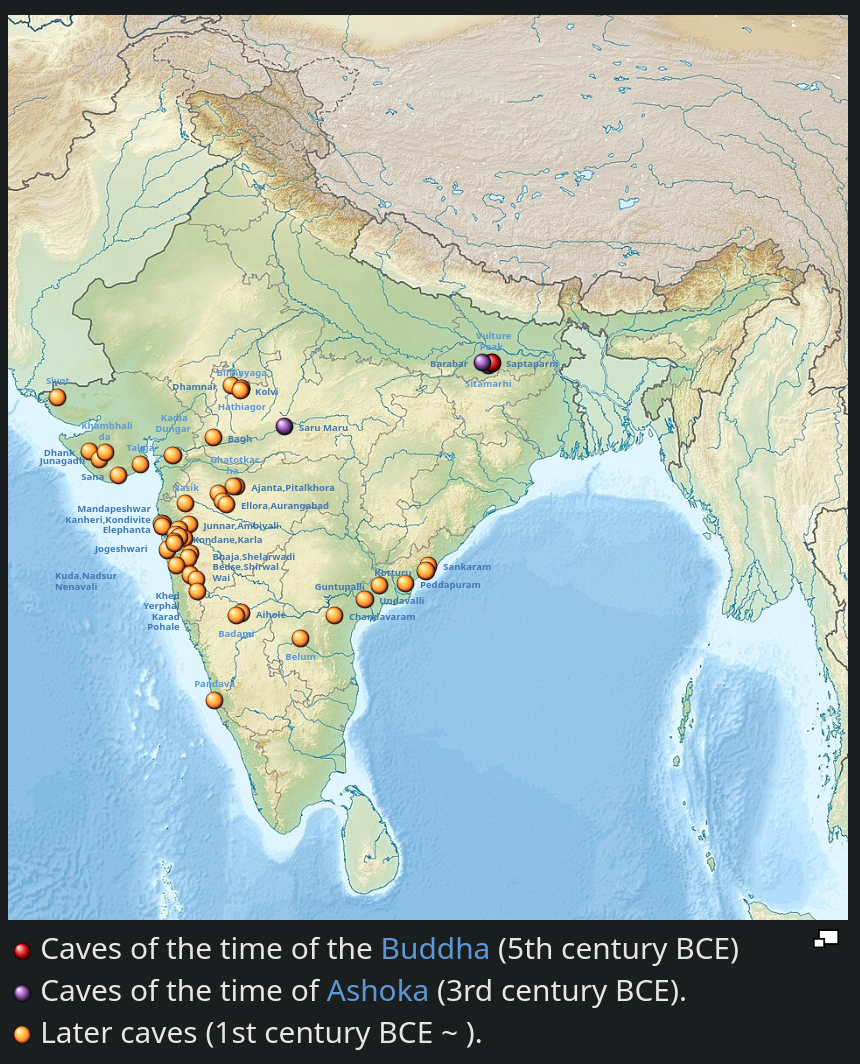 Vulture
Peak
Barabar
Saptaparni
Sitamarhi
Siyot
Binnayaga
Dhamnar
Kolvi
Hathiagor
Kadia
Dungar
Khambhali
da
Saru Maru
Bagh
Talaja
Dhank
Junagadh
Sana
Ghatotkac
ha
Nasik
Ajanta,Pitalkhora
Ellora,Aurangabad
Mandapeshwar
Kanheri,Kondivite
Elephanta
Junnar,Ambivali
Kondane,Karla
Jogeshwari
Bhaja,Shelarwadi
Bedse,Shirwal
Wai
Kuda,Nadsur
Nenavali
Khed
Yerphal
Karad
Pohale
Sankaram
Kotturu
Peddapuram
Guntupalli
Undavalli
Chandavaram
Aihole
Badami
Belum
Pandava
Caves of the time of the Buddha (5th century BCE)
Caves of the time of Ashoka (3rd century BCE).
Later caves (1st century BCE ~ ).